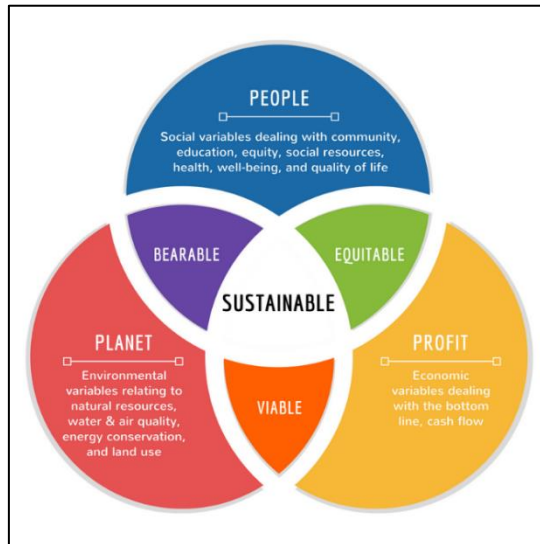 PEOPLE
Social variables dealing with community,
education, equity, social resources,
health, well-being, and quality of life
BEARABLE
EQUITABLE
SUSTAINABLE
PLANET
Environmental
variables relating to
natural resources,
water & air quality,
energy conservation,
and land use
PROFIT
Economic
variables dealing
with the bottom
line, cash flow
VIABLE